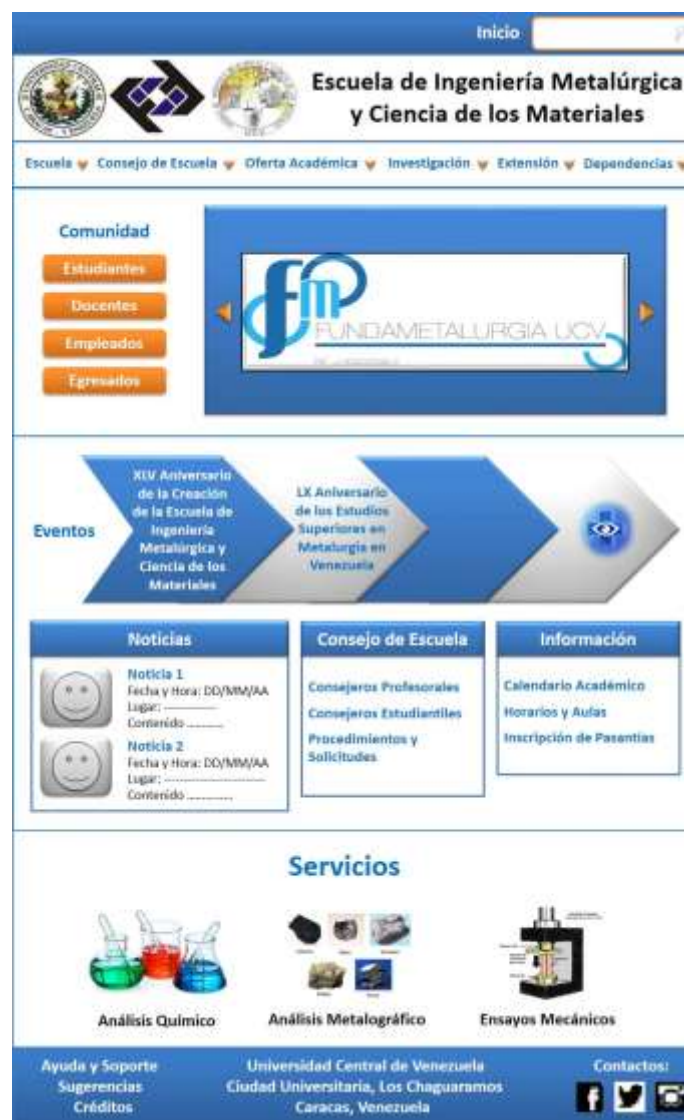 Inicio
Escuela de Ingeniería Metalúrgica
y Ciencia de los Materiales
Escuela Consejo de Escuela Oferta Académica Investigación Extensión Dependencias
Comunidad
Estudiantes
Docentes
Empleados
Egresados
FUNDAMETALURGIA UCV
Eventos
XLV Aniversario
de la Creación
de la Escuela de
Ingeniería
Metalúrgica y
Ciencia de los
Materiales
LX Aniversario
de los Estudios
Superiores en
Metalurgia en
Venezuela
Noticias
Noticia 1
Fecha y Hora: DD/MM/AA
Lugar: ---------------
Contenido ...........
Noticia 2
Fecha y Hora: DD/MM/AA
Lugar: -----------------------------
Contenido .............
Consejo de Escuela
Consejeros Profesorales
Consejeros Estudiantiles
Procedimientos y
Solicitudes
Información
Calendario Académico
Horarios y Aulas
Inscripción de Pasantías
Servicios
Análisis Químico
Análisis Metalográfico
Ensayos Mecánicos
Ayuda y Soporte
Sugerencias
Créditos
Universidad Central de Venezuela
Ciudad Universitaria, Los Chaguaramos
Caracas, Venezuela
Contactos: